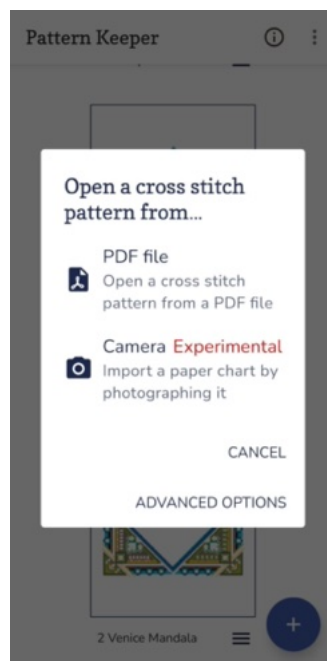 Pattern Keeper
Open a cross stitch
pattern from...
PDF file
Open a cross stitch
pattern from a PDF file
Camera Experimental
Import a paper chart by
photographing it
CANCEL
ADVANCED OPTIONS
2 Venice Mandala